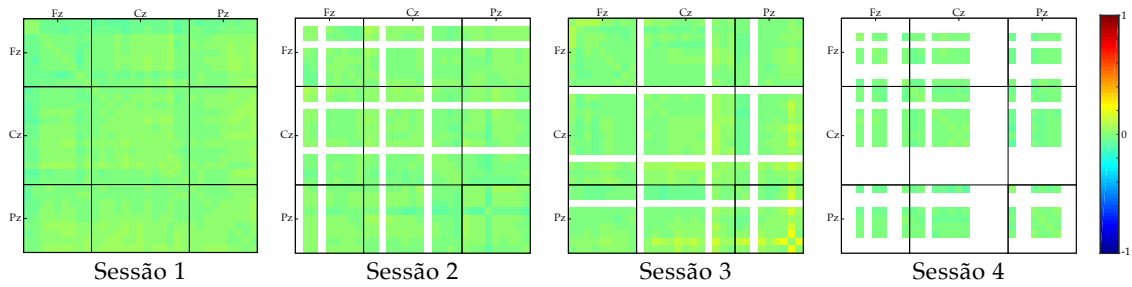 Fz Cz Pz Fz Cz Pz Fz Cz Pz Fz Cz Pz 1
Fz Fz Fz Fz
Cz Cz Cz Cz 0
Pz Pz Pz Pz
-1
Sessão 1 Sessão 2 Sessão 3 Sessão 4